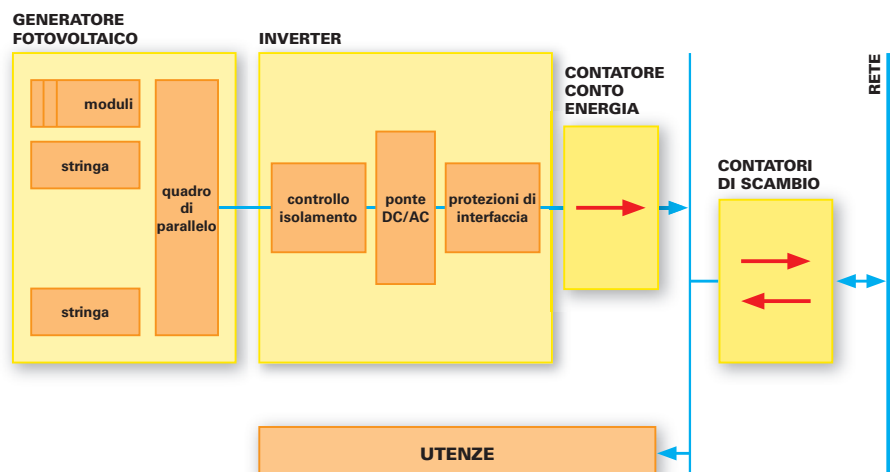 GENERATORE
FOTOVOLTAICO
moduli
stringa
stringa
quadro
di
parallelo
INVERTER
controllo
isolamento
ponte
DC/AC
protezioni di
interfaccia
CONTATORE
CONTO
ENERGIA
CONTATORI
DI SCAMBIO
RETE
UTENZE